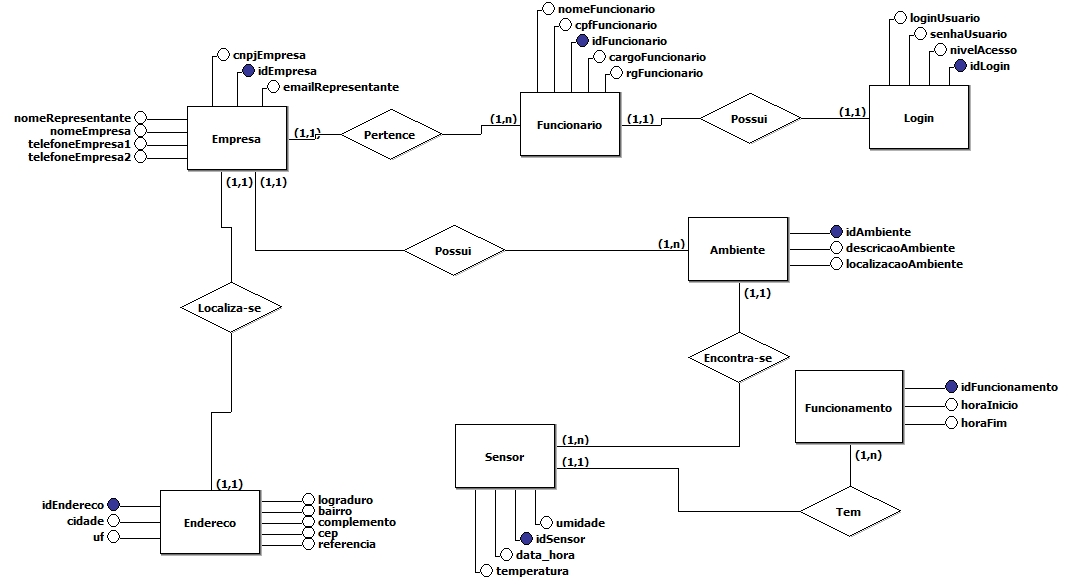 nomeFuncionario
cpfFuncionario
idFuncionario
cargoFuncionario
rgFuncionario
loginUsuario
senhaUsuario
nivelAcesso
idLogin
cnpjEmpresa
idEmpresa
emailRepresentante
nomeRepresentante
nomeEmpresa
telefoneEmpresa1
telefoneEmpresa2
Empresa
(1,1)
Pertence
(1,n)
Funcionario
(1,1)
Possui
(1,1)
Login
(1,1)
(1,1)
Possui
(1,n)
Ambiente
idAmbiente
descricaoAmbiente
localizacaoAmbiente
(1,1)
Localiza-se
Encontra-se
Funcionamento
idFuncionamento
horaInicio
horaFim
(1,n)
Sensor
(1,n)
(1,1)
Tem
(1,1)
idEndereco
cidade
uf
Endereco
lograduro
bairro
complemento
cep
referencia
umidade
idSensor
data_hora
temperatura